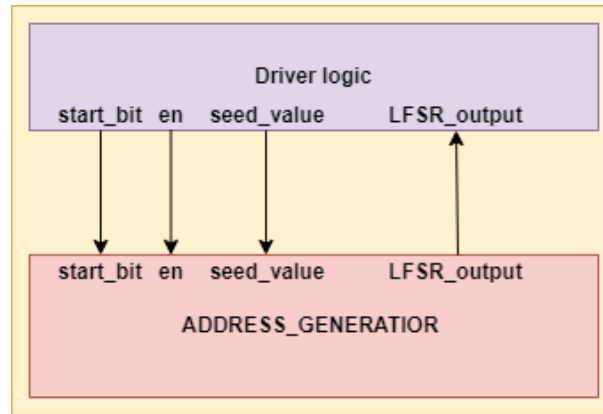 Driver logic
start_bit en seed_value LFSR_output
start_bit en seed_value LFSR_output
ADDRESS_GENERATIOR